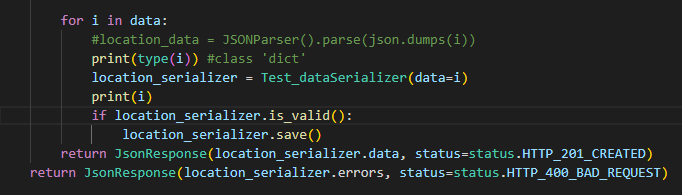 for i in data:
#location_data = JSONParser().parse(json.dumps(i))
print(type(i)) #class 'dict'
location_serializer = Test_dataSerializer(data=i)
print(i)
if location_serializer.is_valid():
location_serializer.save()
return JsonResponse(location_serializer.data, status=status.HTTP_201_CREATED)
return JsonResponse(location_serializer.errors, status=status.HTTP_400_BAD_REQUEST)